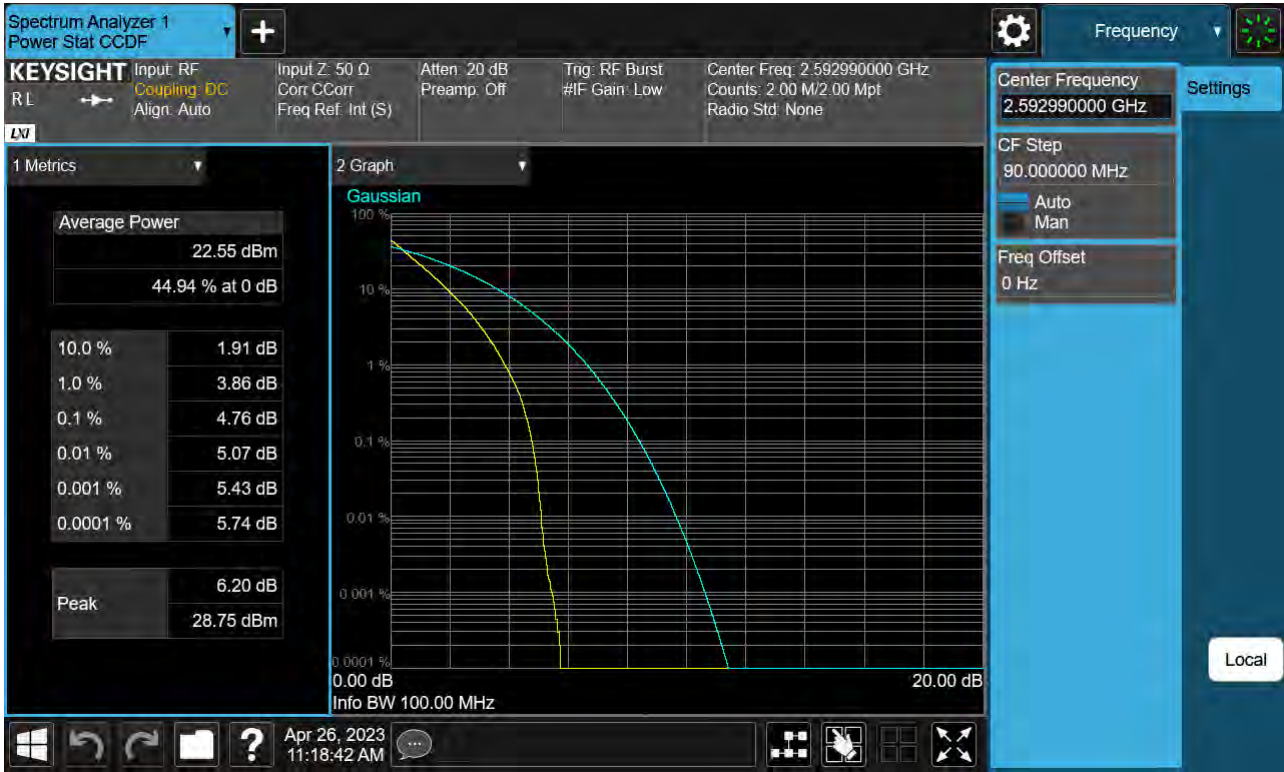 Spectrum Analyzer 1
Power Stat CCDF
Frequency
KEYSIGHT
R L
LXI
Input: RF
Coupling: DC
Align: Auto
Input Z: 50 Ω
Corr CCorr
Freq Ref: Int (S)
Atten: 20 dB
Preamp: Off
Trig: RF Burst
#IF Gain: Low
Center Freq: 2.592990000 GHz
Counts: 2.00 M/2.00 Mpt
Radio Std: None
Center Frequency
2.592990000 GHz
Settings
CF Step
90.000000 MHz
Auto
Man
Freq Offset
0 Hz
1 Metrics
Average Power
22.55 dBm
44.94 % at 0 dB
10.0 % 1.91 dB
1.0 % 3.86 dB
0.1 % 4.76 dB
0.01 % 5.07 dB
0.001 % 5.43 dB
0.0001 % 5.74 dB
Peak
6.20 dB
28.75 dBm
2 Graph
Gaussian
100 %
10 %
1 %
0.1 %
0.01 %
0.001 %
0.0001 %
0.00 dB 20.00 dB
Info BW 100.00 MHz
Local
Apr 26, 2023
11:18:42 AM